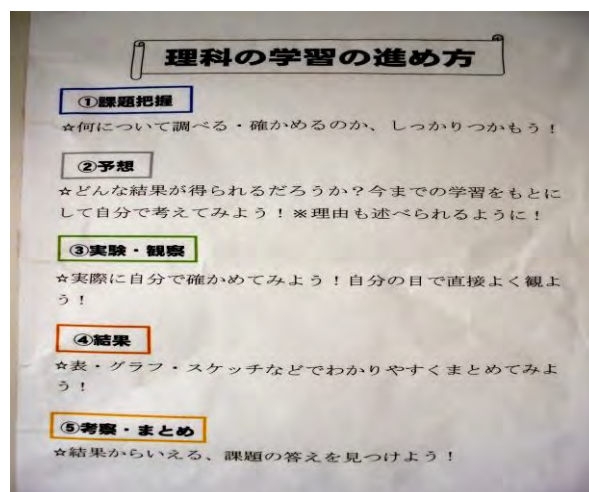 理科の学習の進め方
①課題把握
☆何について調べる・確かめるのか、しっかりつかもう！
②予想
☆どんな結果が得られるだろうか？今までの学習をもとに
して自分で考えてみよう！※理由も述べられるように！
③実験・観察
☆実際に自分で確かめてみよう！自分の目で直接よく観よ
う！
④結果
☆表・グラフ・スケッチなどでわかりやすくまとめてみよ
う！
⑤考察・まとめ
☆結果からいえる、課題の答えを見つけよう！